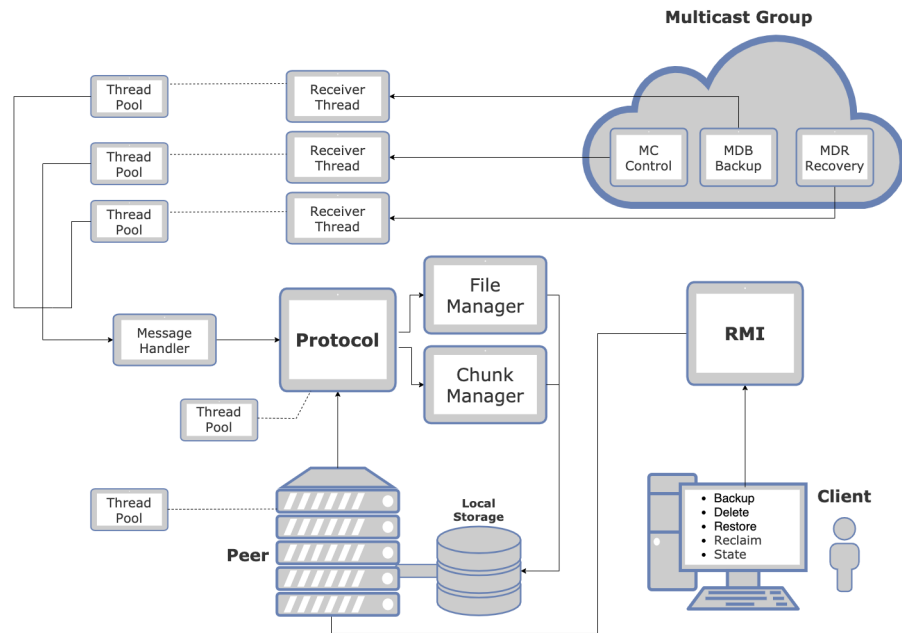 Multicast Group
Thread
Pool
Receiver
Thread
MC
Control
MDB
Backup
MDR
Recovery
Thread
Pool
Receiver
Thread
Thread
Pool
Receiver
Thread
File
Manager
Message
Handler
Protocol
RMI
Chunk
Manager
Thread
Pool
Thread
Pool
Peer
Local
Storage
• Backup
• Delete
• Restore
• Reclaim
• State
Client